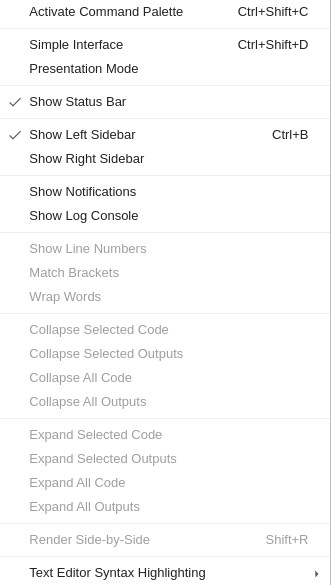 Activate Command Palette Ctrl+Shift+C
Simple Interface Ctrl+Shift+D
Presentation Mode
Show Status Bar
Show Left Sidebar Ctrl+B
Show Right Sidebar
Show Notifications
Show Log Console
Show Line Numbers
Match Brackets
Wrap Words
Collapse Selected Code
Collapse Selected Outputs
Collapse All Code
Collapse All Outputs
Expand Selected Code
Expand Selected Outputs
Expand All Code
Expand All Outputs
Render Side-by-Side Shift+R
Text Editor Syntax Highlighting